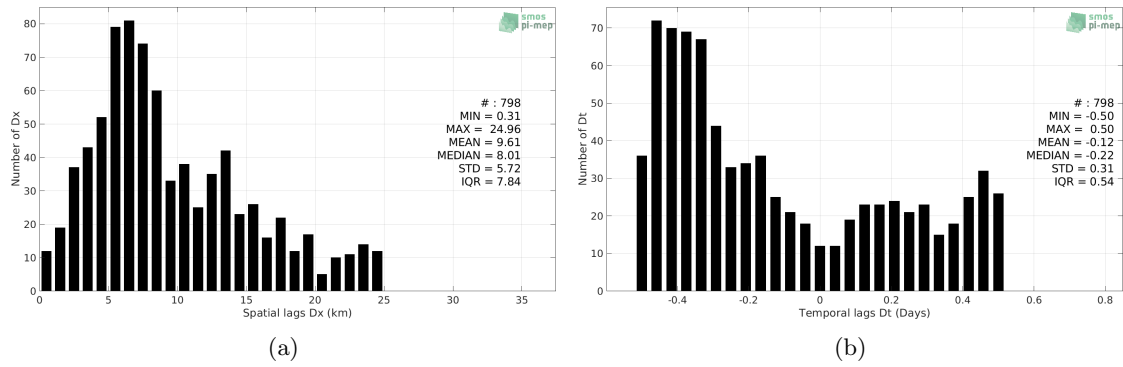 80
70
60
50
40
30
20
10
0
Number of Dx
smos
pi-mep
# : 798
MIN = 0.31
MAX = 24.96
MEAN = 9.61
MEDIAN = 8.01
STD = 5.72
IQR = 7.84
0 5 10 15 20 25 30 35
Spatial lags Dx (km)
(a)
70
60
50
40
30
20
10
0
Number of Dt
smos
pi-mep
# : 798
MIN = -0.50
MAX = 0.50
MEAN = -0.12
MEDIAN = -0.22
STD = 0.31
IQR = 0.54
-0.4 -0.2 0 0.2 0.4 0.6 0.8
Temporal lags Dt (Days)
(b)